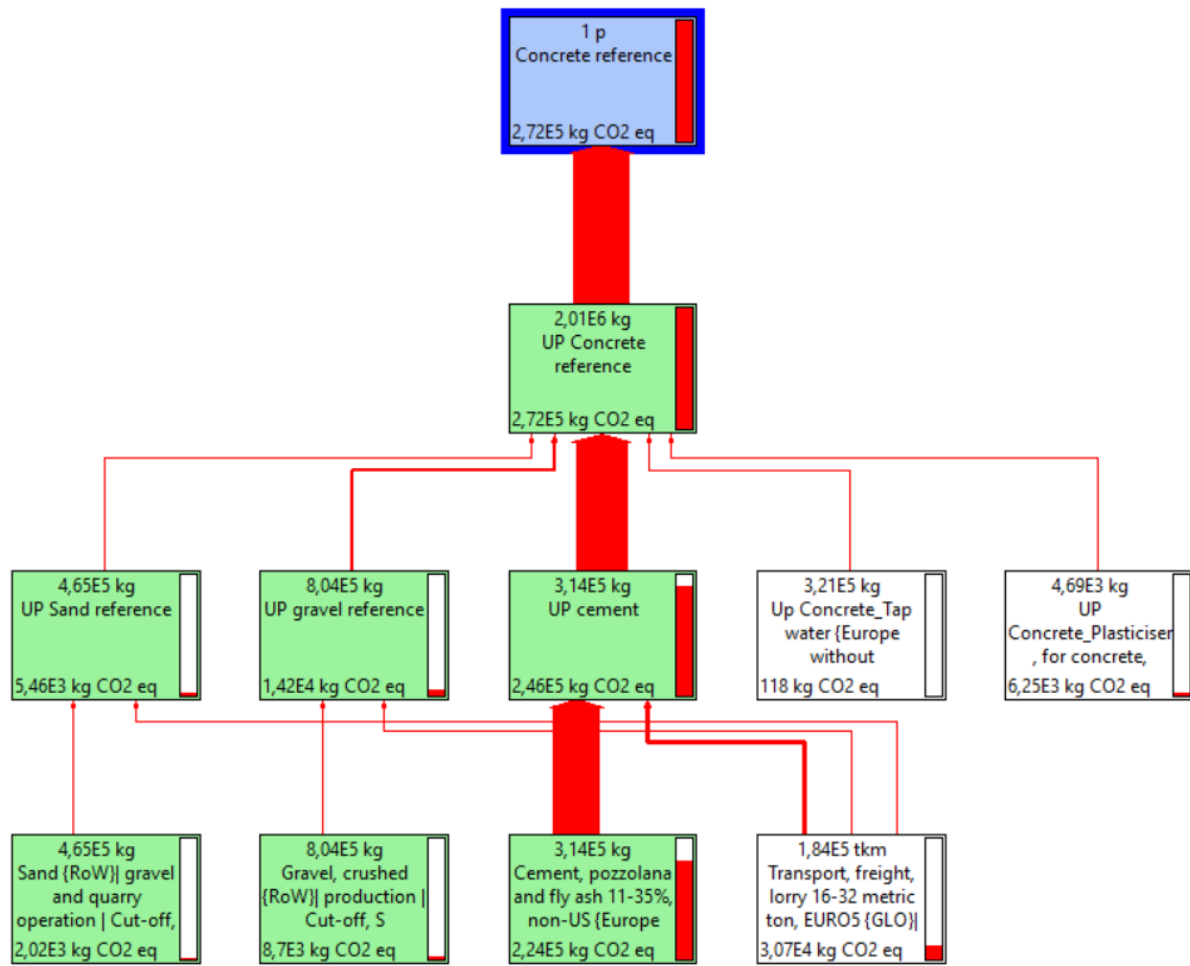 1 p
Concrete reference
2,72E5 kg CO2 eq
2,01E6 kg
UP Concrete
reference
2,72E5 kg CO2 eq
4,65E5 kg
UP Sand reference
5,46E3 kg CO2 eq
8,04E5 kg
UP gravel reference
1,42E4 kg CO2 eq
3,14E5 kg
UP cement
2,46E5 kg CO2 eq
3,21E5 kg
Up Concrete_Tap
water {Europe
without
118 kg CO2 eq
4,69E3 kg
UP
Concrete_Plasticiser
, for concrete,
6,25E3 kg CO2 eq
4,65E5 kg
Sand {RoW}| gravel
and quarry
operation | Cut-off,
2,02E3 kg CO2 eq
8,04E5 kg
Gravel, crushed
{RoW}| production |
Cut-off, S
8,7E3 kg CO2 eq
3,14E5 kg
Cement, pozzolana
and fly ash 11-35%,
non-US {Europe
2,24E5 kg CO2 eq
1,84E5 tkm
Transport, freight,
lorry 16-32 metric
ton, EURO5 {GLO}|
3,07E4 kg CO2 eq